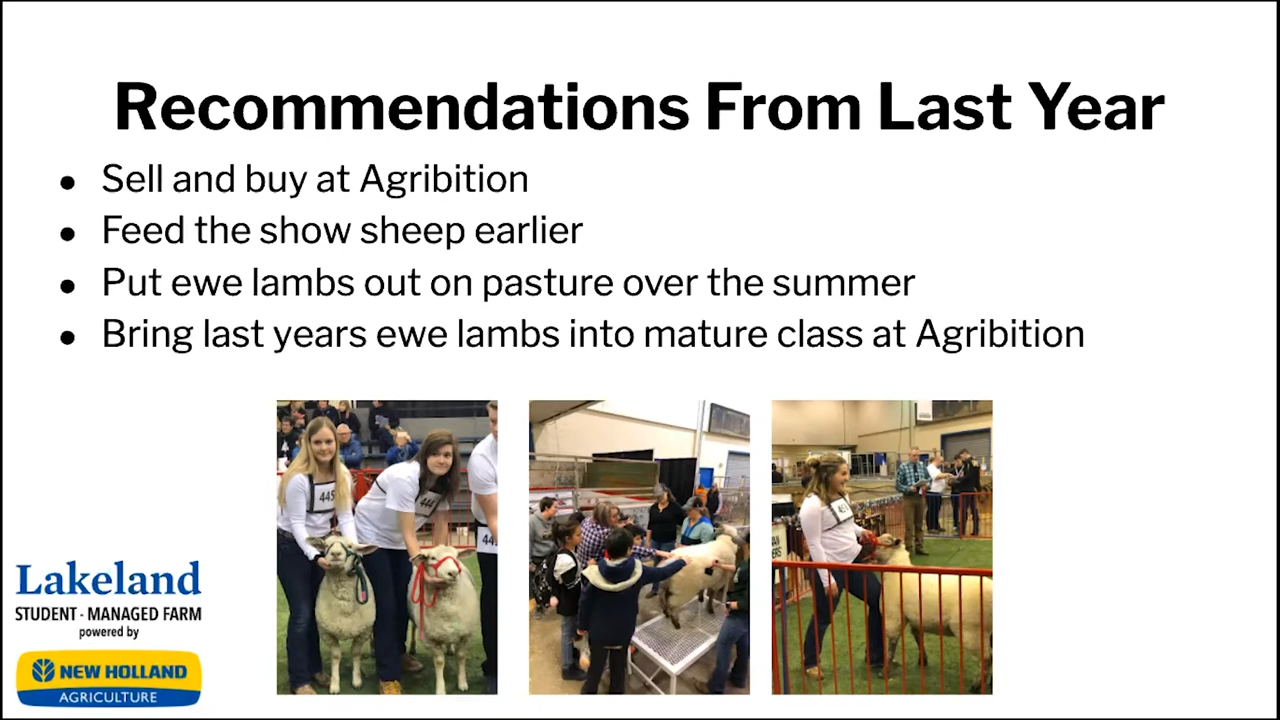 Recommendations From Last Year
● Sell and buy at Agribition
● Feed the show sheep earlier
● Put ewe lambs out on pasture over the summer
● Bring last years ewe lambs into mature class at Agribition
445
444
Lakeland
STUDENT - MANAGED FARM
powered by
NEW HOLLAND
AGRICULTURE